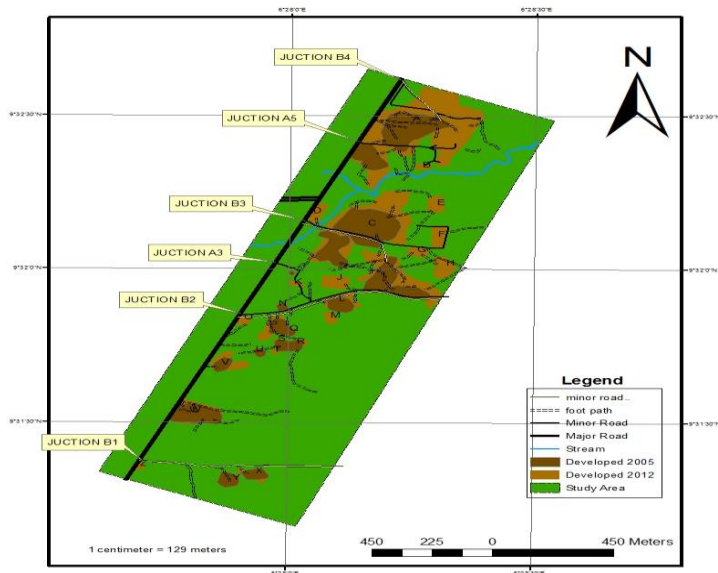 6°28'0"E
6°28'30"E
JUCTION B4
N
9°32'30"N
9°32'30"N
JUCTION A5
A
B
JUCTION B3
D
E
C
F
G
JUCTION A3
9°32'0"N
9°32'0"N
H
I
J
K
JUCTION B2
L
N
M
O
Q
R
U
T
V
Legend
minor road..
foot path
Minor Road
Major Road
Stream
Developed 2005
Developed 2012
Study Area
9°31'30"N
9°31'30"N
JUCTION B1
Y
X
450
225
0
450 Meters
1 centimeter = 129 meters